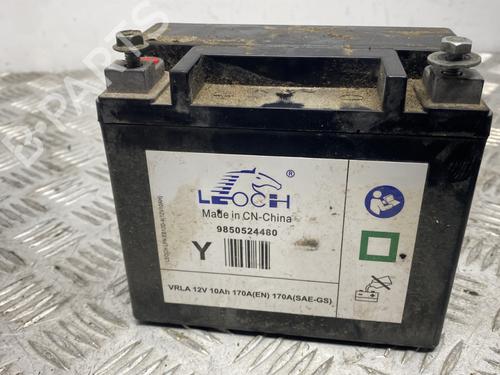 LEOCH ®
Made in CN-China
9850524480
Y
VRLA 12V 10Ah 170A(EN) 170A(SAE-GS)